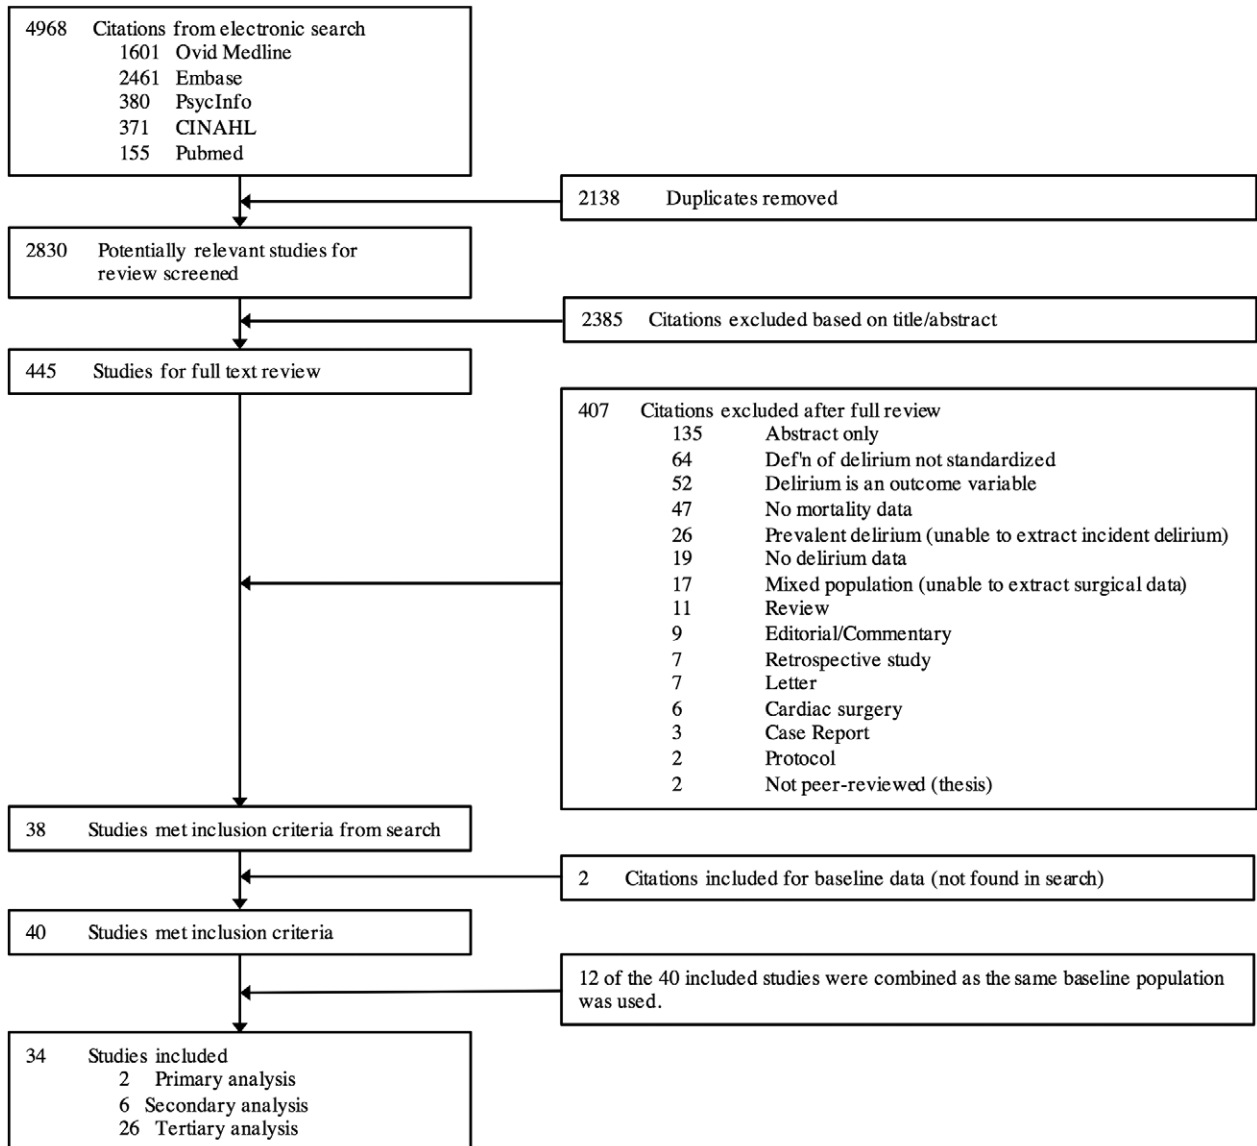 4968 Citations from electronic search
1601 Ovid Medline
2461 Embase
380 PsycInfo
371 CINAHL
155 Pubmed
2138 Duplicates removed
2830 Potentially relevant studies for
review screened
2385 Citations excluded based on title/abstract
445 Studies for full text review
407 Citations excluded after full review
135 Abstract only
64 Def'n of delirium not standardized
52 Delirium is an outcome variable
47 No mortality data
26 Prevalent delirium (unable to extract incident delirium)
19 No delirium data
17 Mixed population (unable to extract surgical data)
11 Review
9 Editorial/Commentary
7 Retrospective study
7 Letter
6 Cardiac surgery
3 Case Report
2 Protocol
2 Not peer-reviewed (thesis)
38 Studies met inclusion criteria from search
2 Citations included for baseline data (not found in search)
40 Studies met inclusion criteria
12 of the 40 included studies were combined as the same baseline population
was used.
34 Studies included
2 Primary analysis
6 Secondary analysis
26 Tertiary analysis